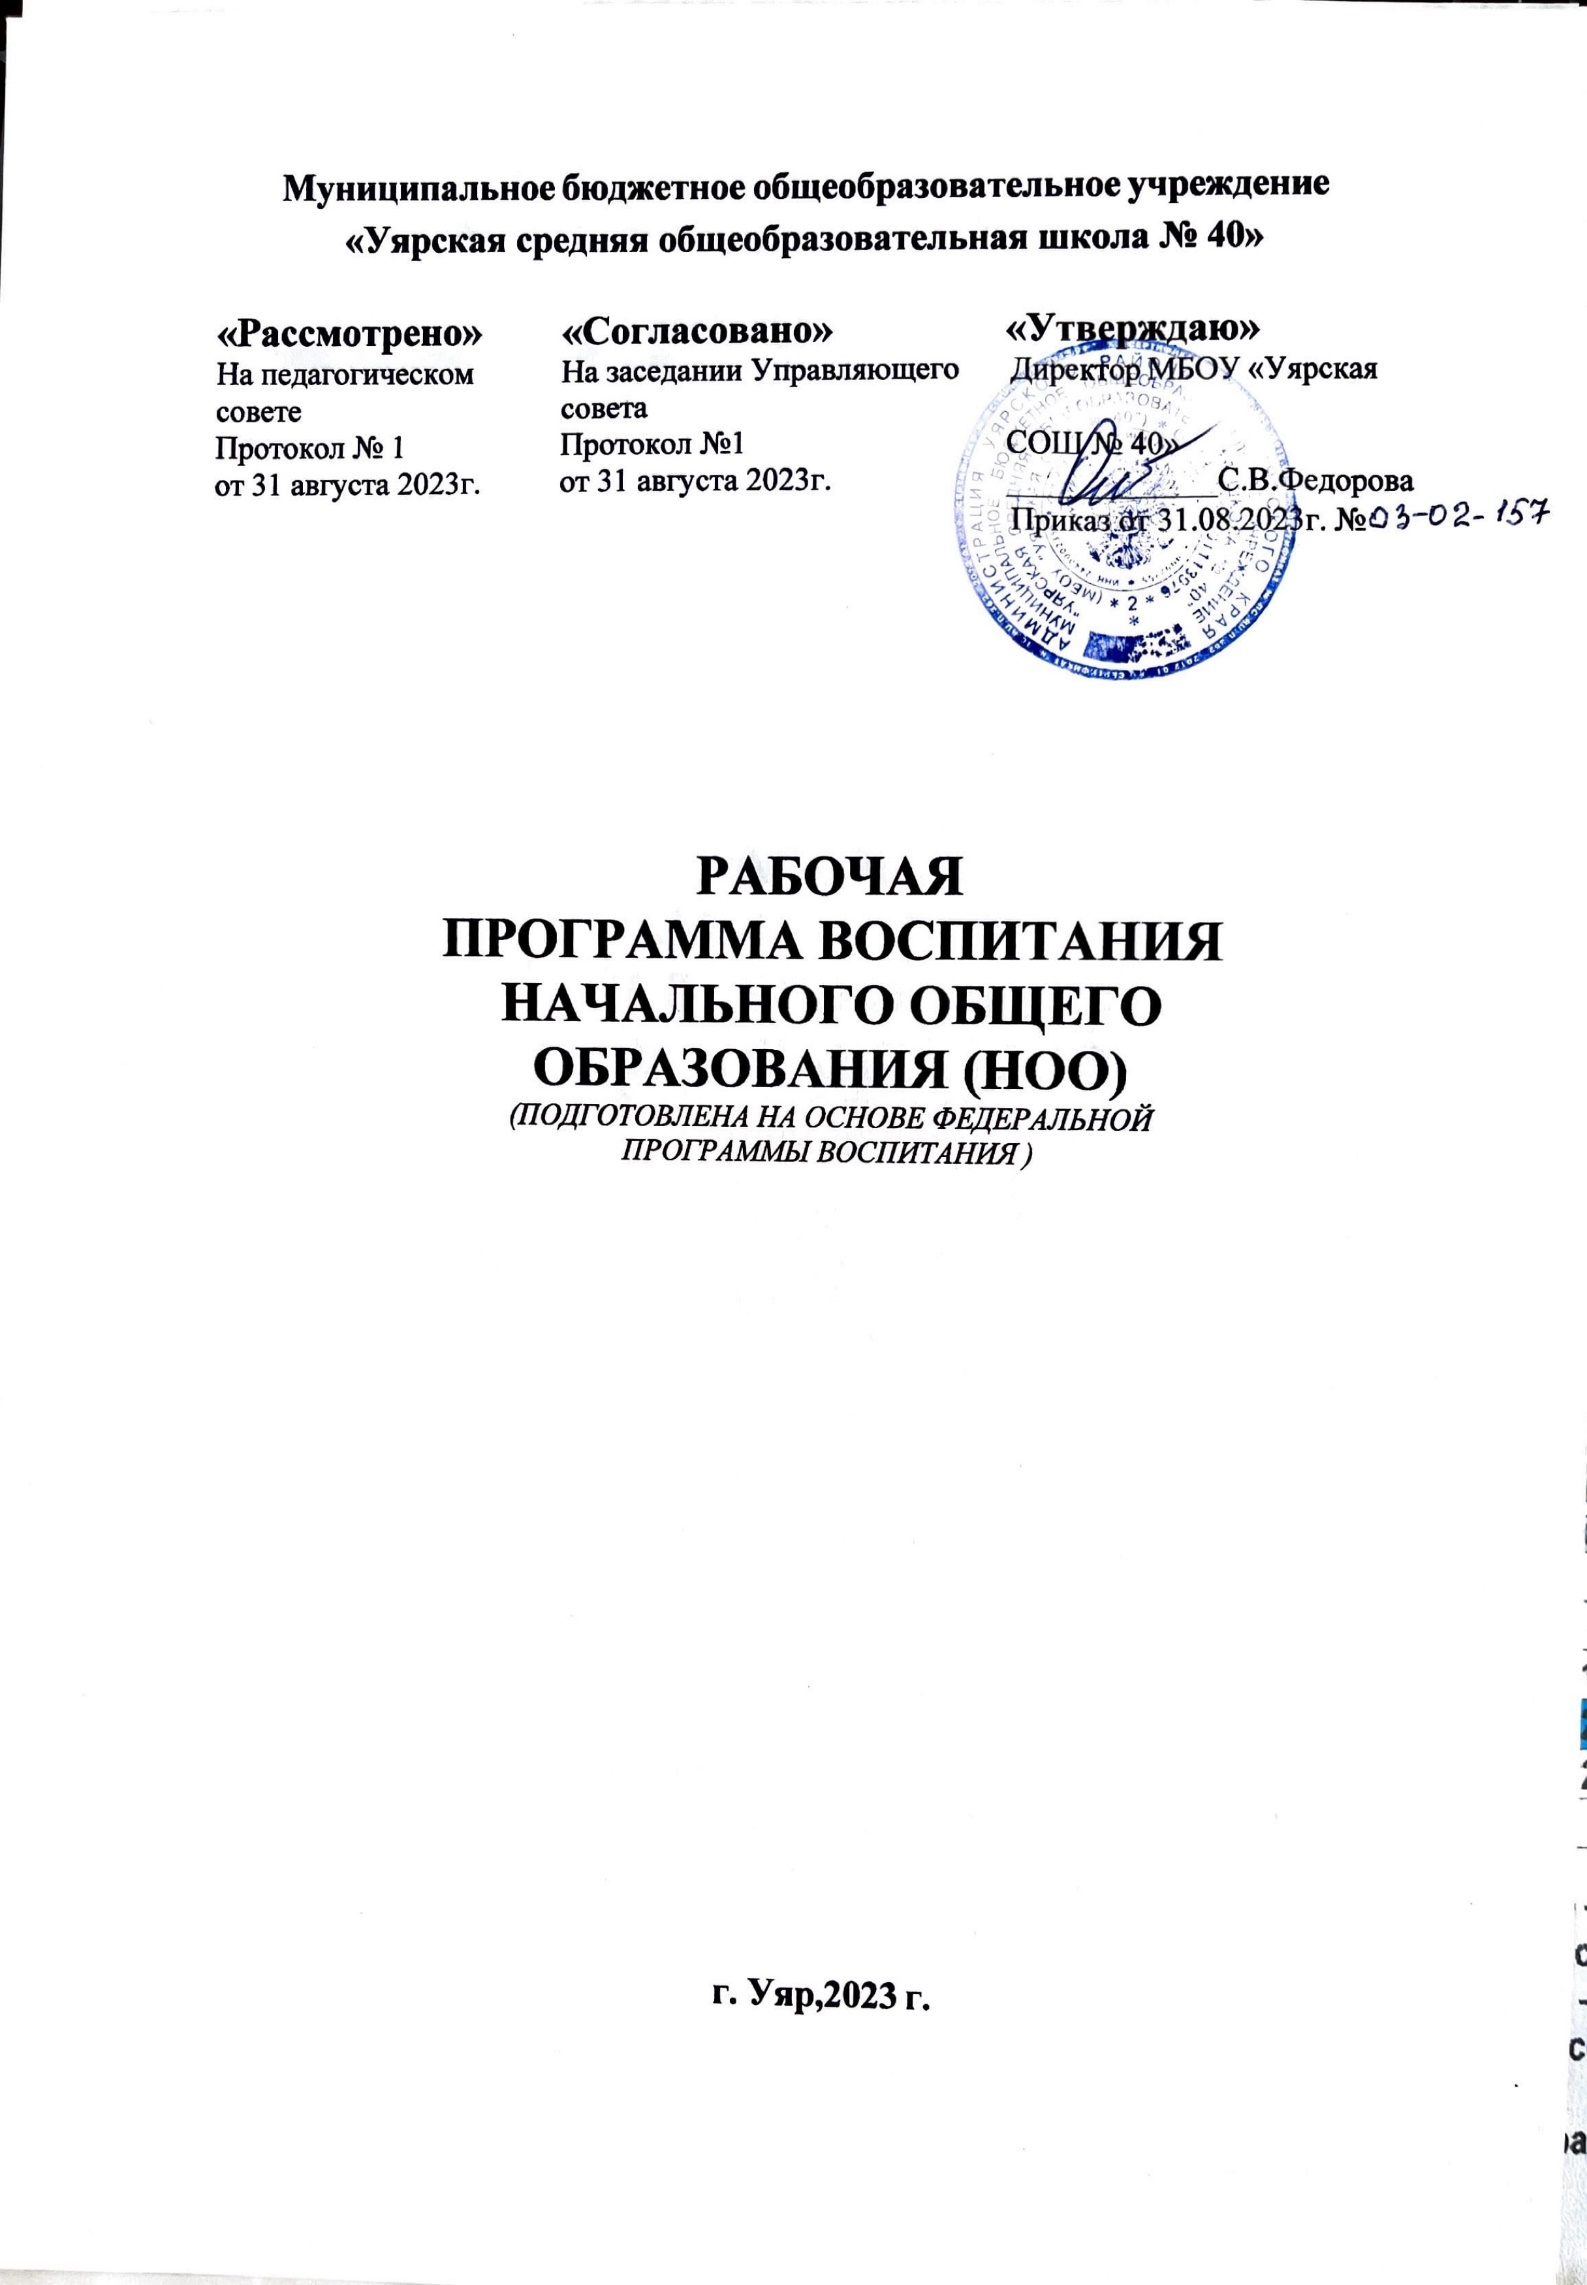 Муниципальное бюджетное общеобразовательное учреждение
«Уярская средняя общеобразовательная школа № 40»
«Рассмотрено»
На педагогическом
совете
Протокол № 1
от 31 августа 2023г.
«Согласовано»
На заседании Управляющего
совета
Протокол №1
от 31 августа 2023г.
«Утверждаю»
Директор МБОУ «Уярская
СОШ № 40»
С.В.Федорова
Приказ от 31.08.2023г. №03-02-157
РАБОЧАЯ
ПРОГРАММА ВОСПИТАНИЯ
НАЧАЛЬНОГО ОБЩЕГО
ОБРАЗОВАНИЯ (НОО)
(ПОДГОТОВЛЕНА НА ОСНОВЕ ФЕДЕРАЛЬНОЙ
ПРОГРАММЫ ВОСПИТАНИЯ )
г. Уяр,2023 г.